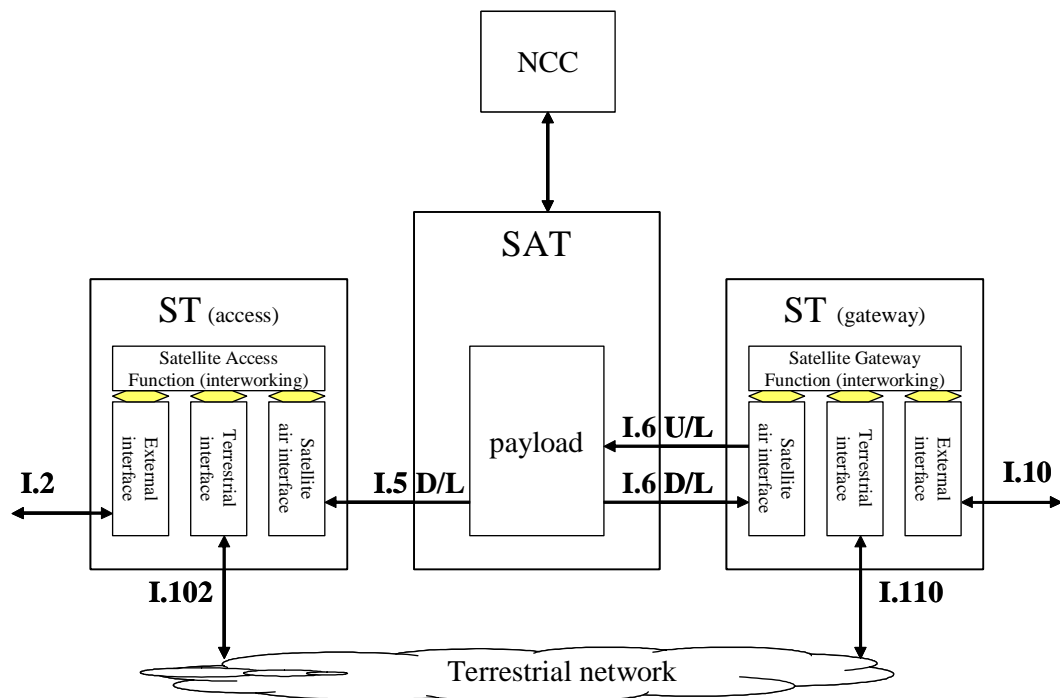 NCC
SAT
ST (access)
Satellite Access
Function (interworking)
External
interface
Terrestrial
interface
Satellite
air interface
payload
ST (gateway)
Satellite Gateway
Function (interworking)
Satellite
air interface
Terrestrial
interface
External
interface
I.2
I.5 D/L
I.6 U/L
I.6 D/L
I.10
I.102
I.110
Terrestrial network